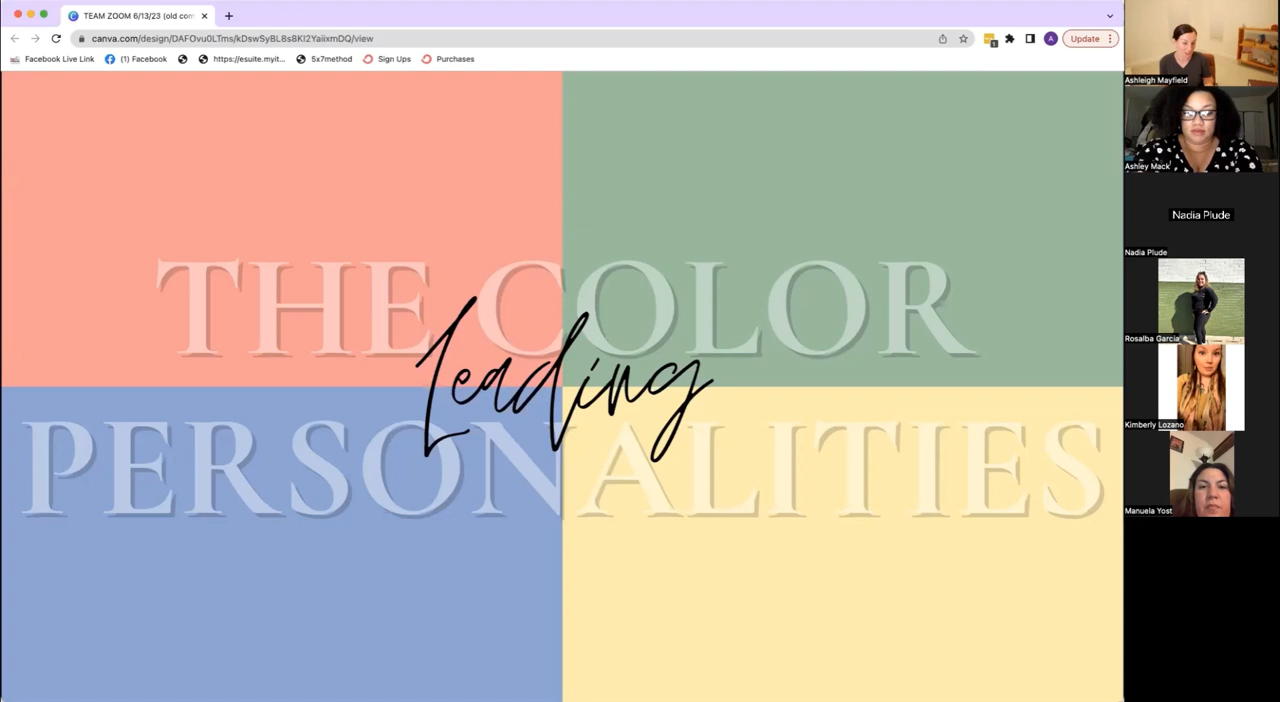 TEAM ZOOM 6/13/23 (old com
canva.com/design/DAFOvu0LTms/kDswSyBL8s8KI2YaiixmDQ/view
Update
Facebook Live Link
(1) Facebook
https://esuite.myit...
5x7method
Sign Ups
Purchases
1
A
THE COLOR
Leading
PERSONALITIES
Ashleigh Mayfield
Ashley Mack
Nadia Plude
Nadia Plude
Rosalba Garcia
Kimberly Lozano
Manuela Yost